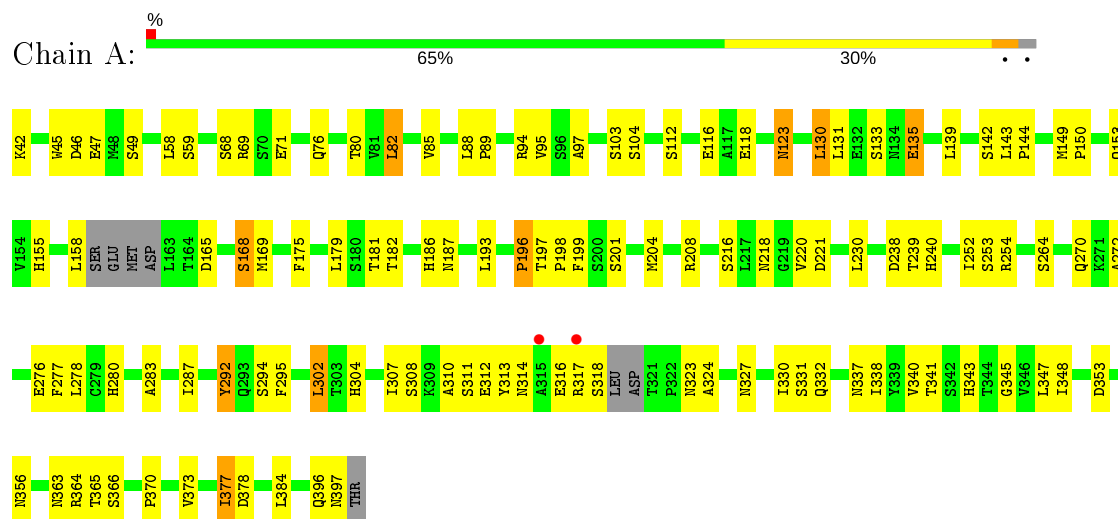 %
Chain A:
65%
30%
K42 W45 D46 E47 M48 S49 L58 S59 S68 R69 S70 E71 Q76 T80 V81 L82 V85 L88 P89 R94 V95 S96 A97 S103 S104 S112 E116 A117 E118 N123 L130 L131 E132 S133 N134 E135 L139 S142 L143 P144 M149 P150
V154 H155 L158 SER GLU MET ASP L163 T164 D165 S168 M169 F175 L179 S180 T181 T182 H186 N187 L193 P196 T197 P198 F199 S200 S201 M204 R208 S216 L217 N218 G219 V220 D221 L230 D238 T239 H240 I252 S253 R254 S264 Q270 K271
E276 F277 L278 C279 H280 A283 I287 Y292 Q293 S294 F295 L302 T303 H304 I307 S308 K309 A310 S311 E312 Y313 N314 A315 E316 R317 S318 LEU ASP T321 P322 N323 A324 N327 I330 S331 Q332 N337 I338 Y339 V340 T341 S342 H343 T344 G345 V346 L347 I348 D353
N356 N363 R364 T365 S366 P370 V373 I377 D378 L384 Q396 N397 THR